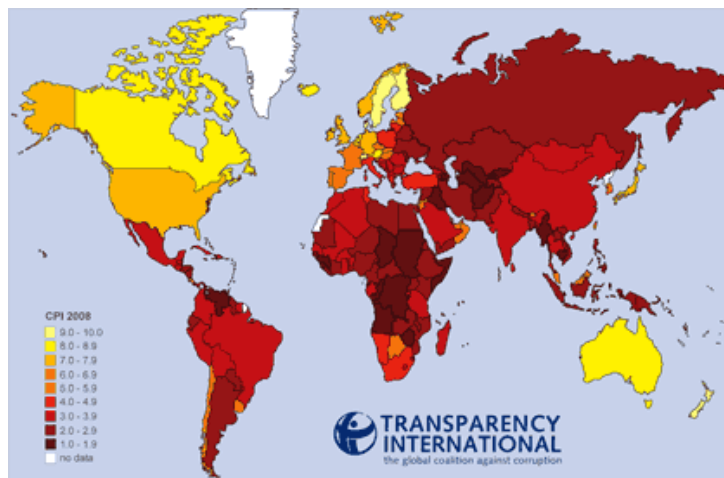 CPI 2008
9.0 - 10.0
8.0 - 8.9
7.0 - 7.9
6.0 - 6.9
5.0 - 5.9
4.0 - 4.9
3.0 - 3.9
2.0 - 2.9
1.0 - 1.9
no data
TRANSPARENCY
INTERNATIONAL
the global coalition against corruption